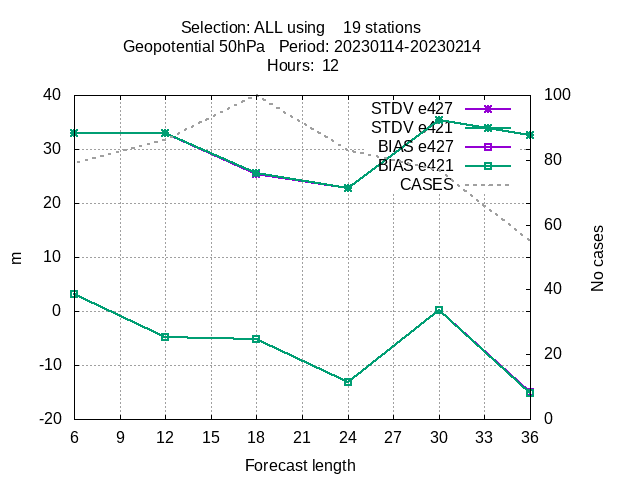 Selection: ALL using    19 stations
Geopotential 50hPa   Period: 20230114-20230214
Hours:  12
40
30
20
10
0
-10
-20
m
100
80
60
40
20
0
No cases
STDV e427
STDV e421
BIAS e427
BIAS e421
CASES
6 9 12 15 18 21 24 27 30 33 36
Forecast length